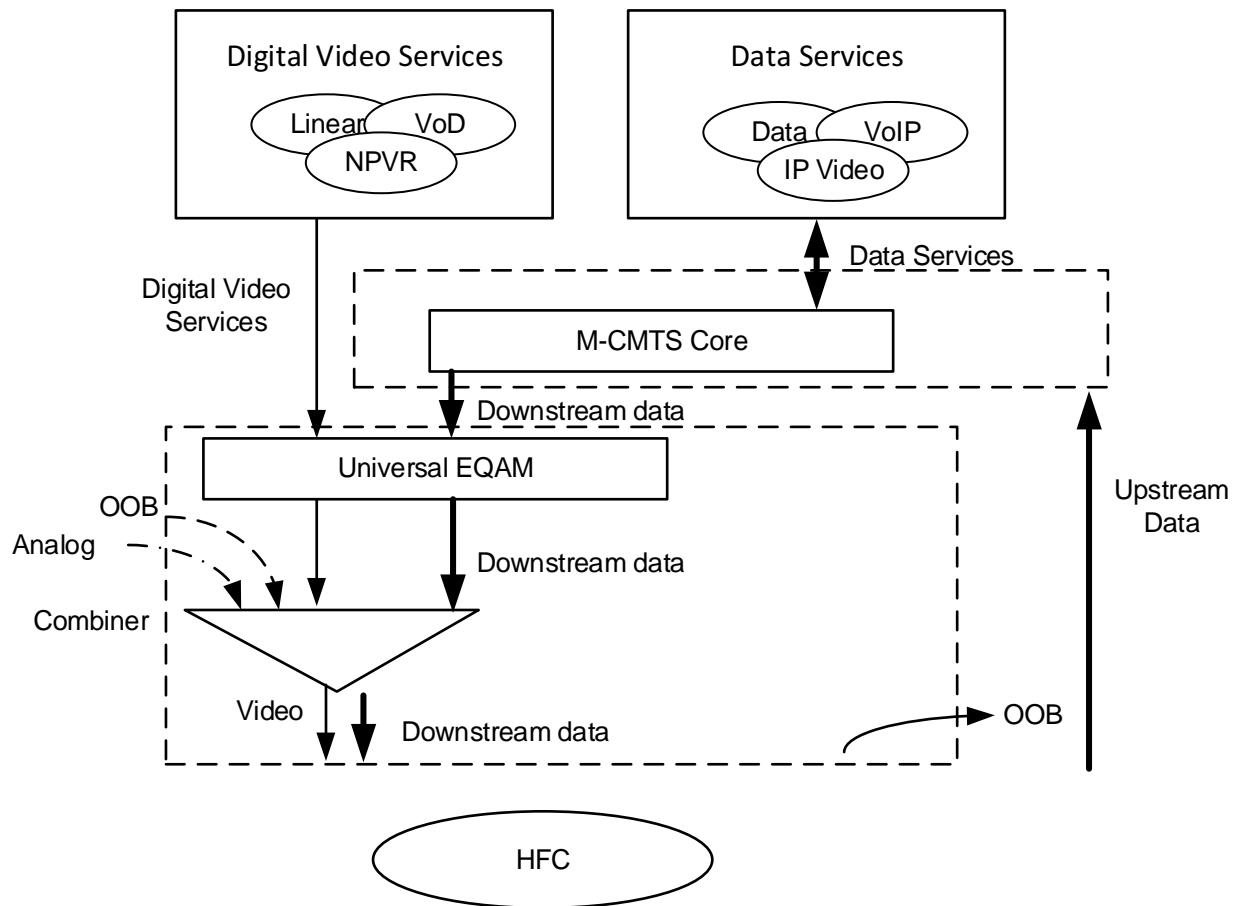 Digital Video Services
Linear
VoD
NPVR
Data Services
Data
VoIP
IP Video
Data Services
Digital Video
Services
M-CMTS Core
Downstream data
Universal EQAM
Upstream
Data
OOB
Analog
Downstream data
Combiner
Video
Downstream data
OOB
HFC